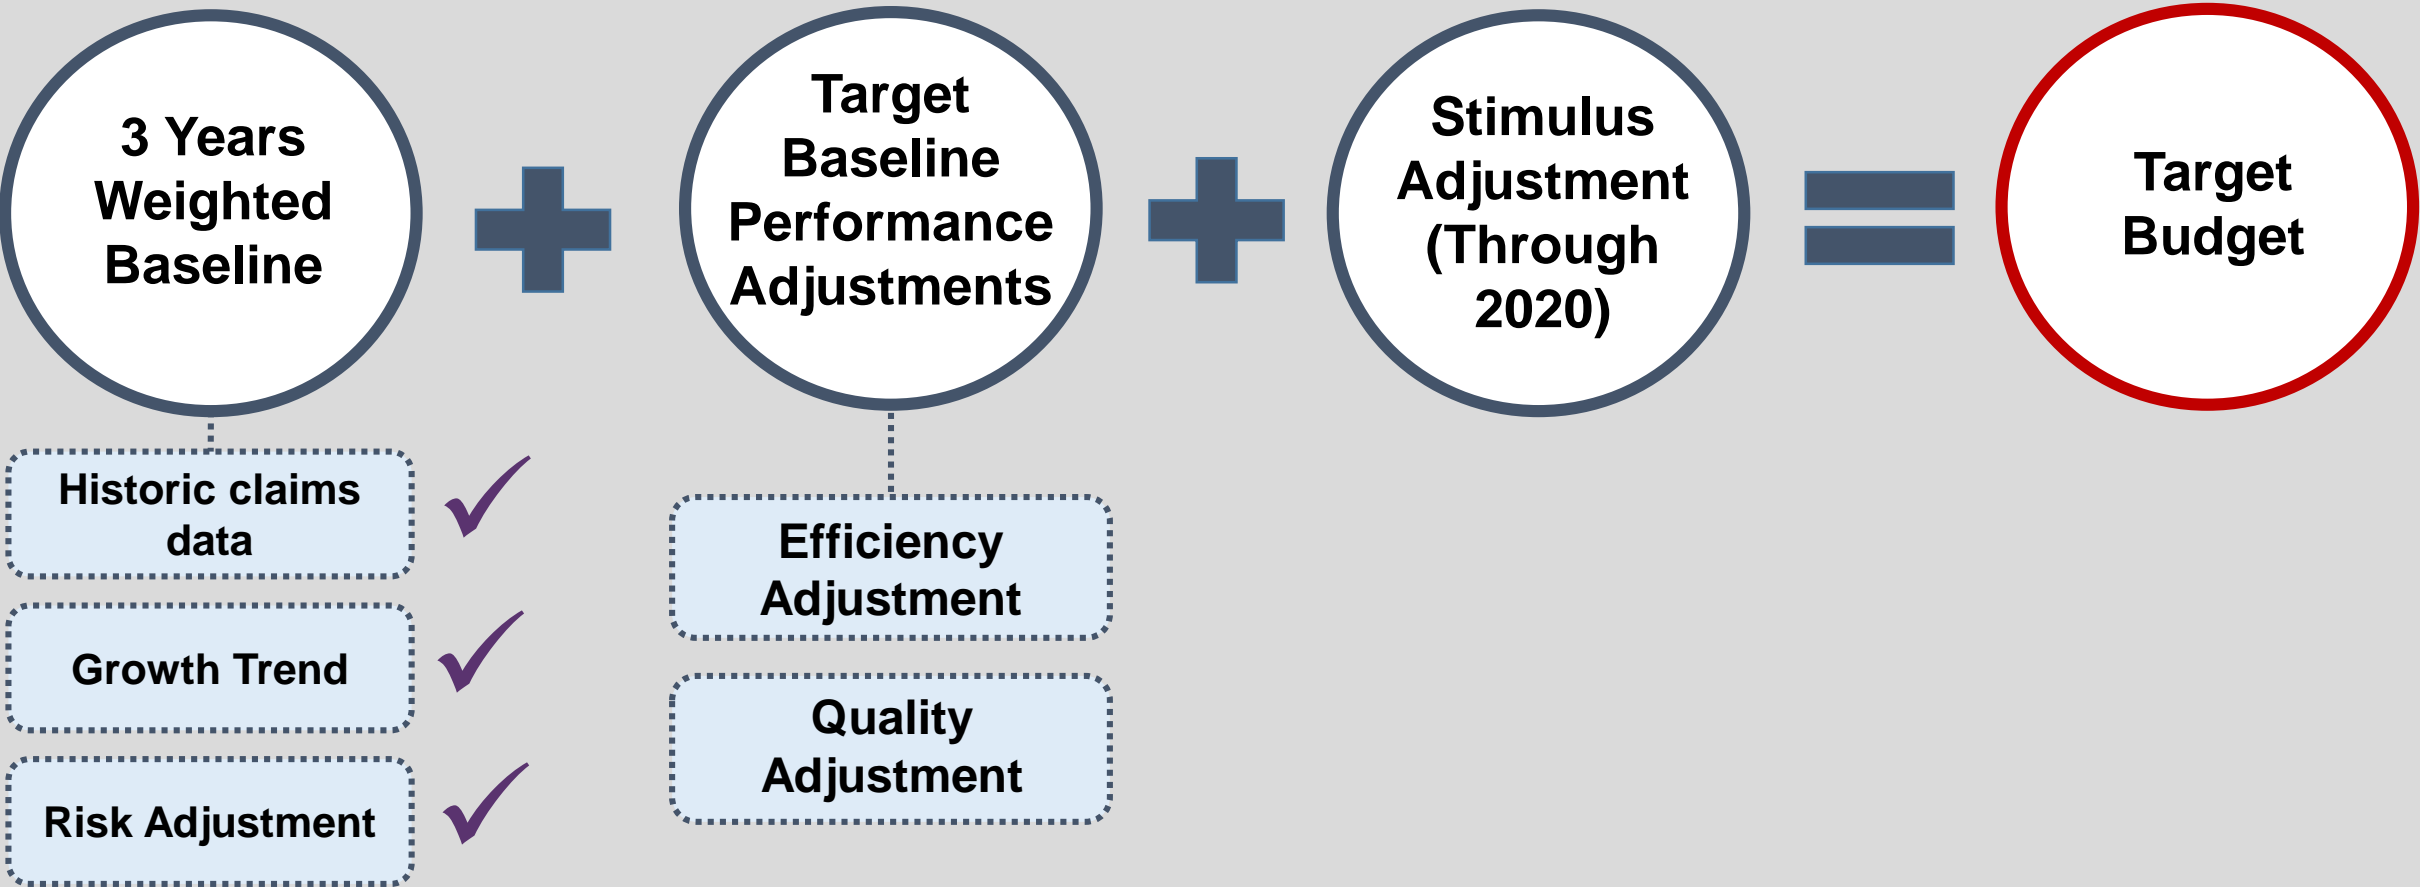 3 Years
Weighted
Baseline
Target
Baseline
Performance
Adjustments
Stimulus
Adjustment
(Through
2020)
Target
Budget
Historic claims
data
Growth Trend
Risk Adjustment
Efficiency
Adjustment
Quality
Adjustment